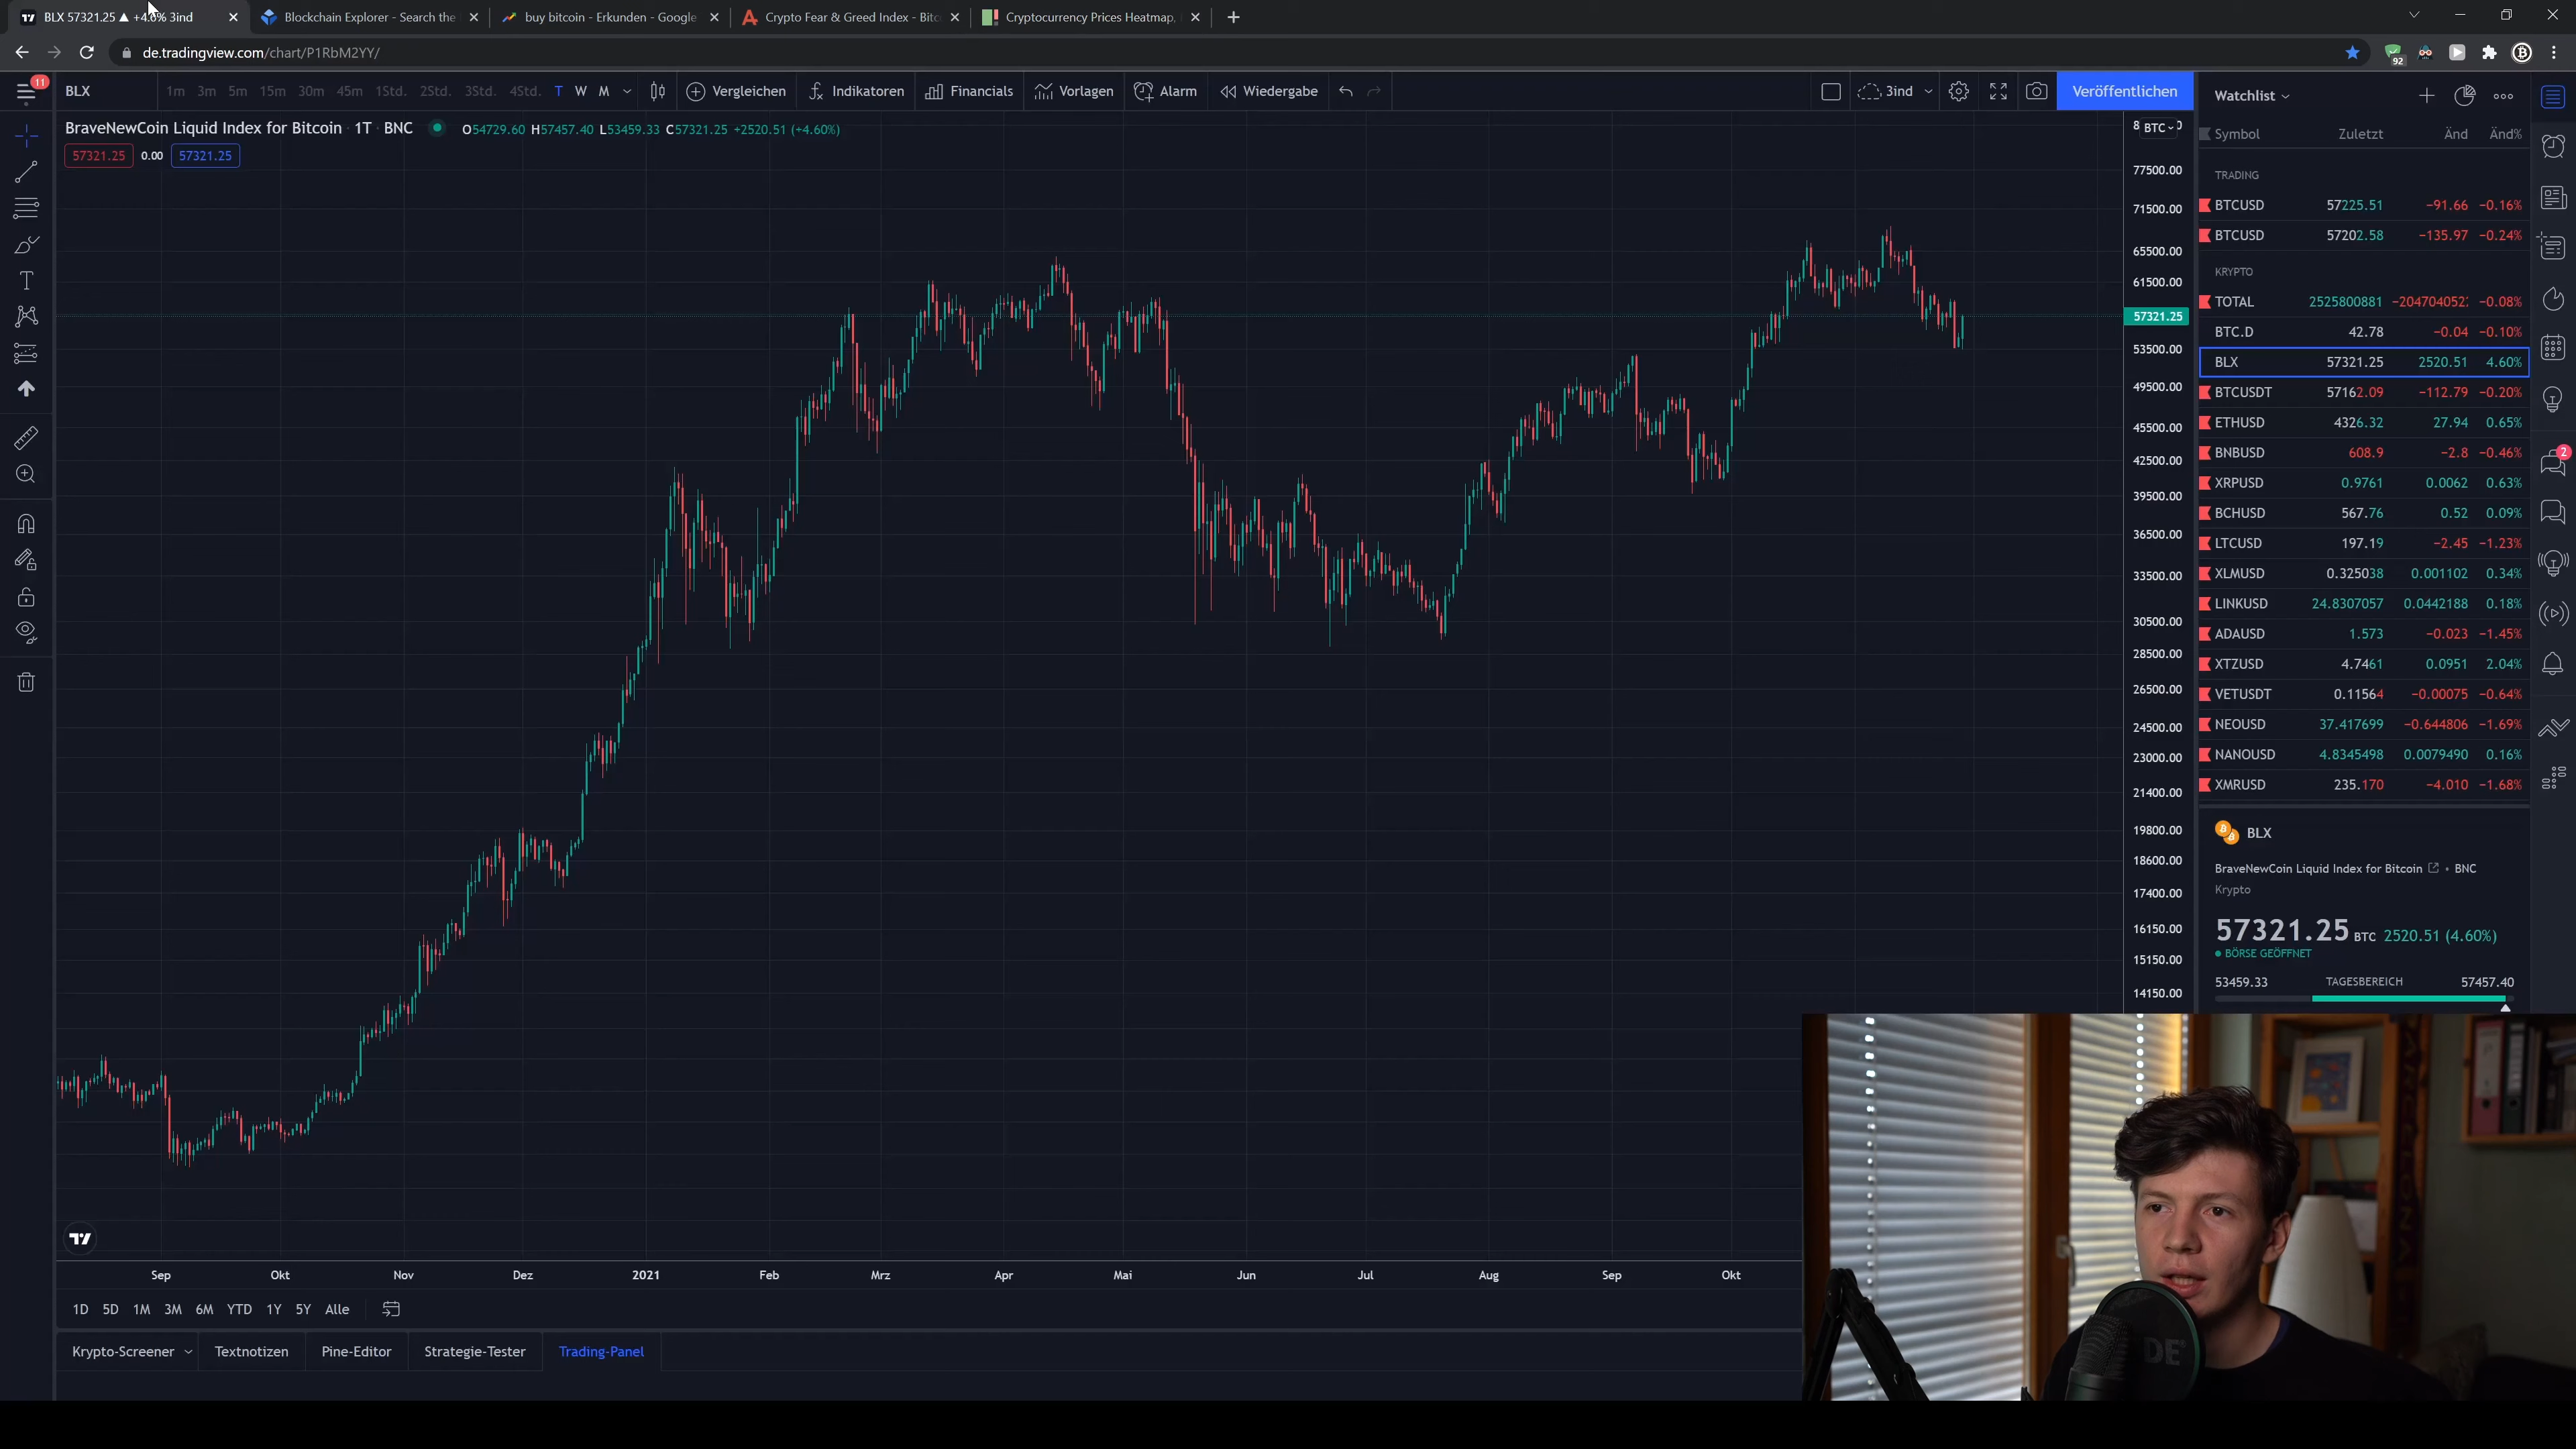 BLX 57321.25 ▲ +4.6% 3ind
Blockchain Explorer - Search the
buy bitcoin - Erkunden - Google
Crypto Fear & Greed Index - Bitc
Cryptocurrency Prices Heatmap,
de.tradingview.com/chart/P1RbM2YY/
92
11
BLX
1m 3m 5m 15m 30m 45m 1Std. 2Std. 3Std. 4Std. T W M
Vergleichen
Indikatoren
Financials
Vorlagen
Alarm
Wiedergabe
3ind
Veröffentlichen
BraveNewCoin Liquid Index for Bitcoin · 1T · BNC
O54729.60 H57457.40 L53459.33 C57321.25 +2520.51 (+4.60%)
57321.25 0.00 57321.25
BTC
77500.00
71500.00
65500.00
61500.00
57321.25
53500.00
49500.00
45500.00
42500.00
39500.00
36500.00
33500.00
30500.00
28500.00
26500.00
24500.00
23000.00
21400.00
19800.00
18600.00
17400.00
16150.00
15150.00
14150.00
Sep Okt Nov Dez 2021 Feb Mrz Apr Mai Jun Jul Aug Sep Okt
1D 5D 1M 3M 6M YTD 1Y 5Y Alle
Krypto-Screener
Textnotizen
Pine-Editor
Strategie-Tester
Trading-Panel
Watchlist
Symbol Zuletzt Änd Änd%
TRADING
BTCUSD 57225.51 −91.66 −0.16%
BTCUSD 57202.58 −135.97 −0.24%
KRYPTO
TOTAL 2525800881 −204704052 −0.08%
BTC.D 42.78 −0.04 −0.10%
BLX 57321.25 2520.51 4.60%
BTCUSDT 57162.09 −112.79 −0.20%
ETHUSD 4326.32 27.94 0.65%
BNBUSD 608.9 −2.8 −0.46%
XRPUSD 0.9761 0.0062 0.63%
BCHUSD 567.76 0.52 0.09%
LTCUSD 197.19 −2.45 −1.23%
XLMUSD 0.325038 0.001102 0.34%
LINKUSD 24.8307057 0.0442188 0.18%
ADAUSD 1.573 −0.023 −1.45%
XTZUSD 4.7461 0.0951 2.04%
VETUSDT 0.11564 −0.00075 −0.64%
NEOUSD 37.417699 −0.644806 −1.69%
NANOUSD 4.8345498 0.0079490 0.16%
XMRUSD 235.170 −4.010 −1.68%
2
BLX
BraveNewCoin Liquid Index for Bitcoin • BNC
Krypto
57321.25 BTC 2520.51 (4.60%)
BÖRSE GEÖFFNET
53459.33 TAGESBEREICH 57457.40